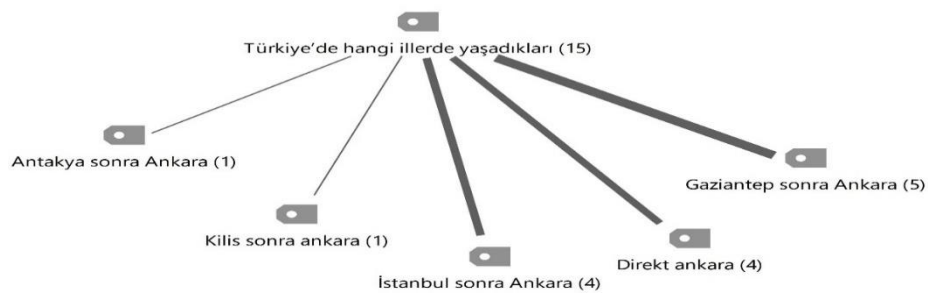 Türkiye'de hangi illerde yaşadıkları (15)
Antakya sonra Ankara (1)
Kilis sonra ankara (1)
İstanbul sonra Ankara (4)
Direkt ankara (4)
Gaziantep sonra Ankara (5)